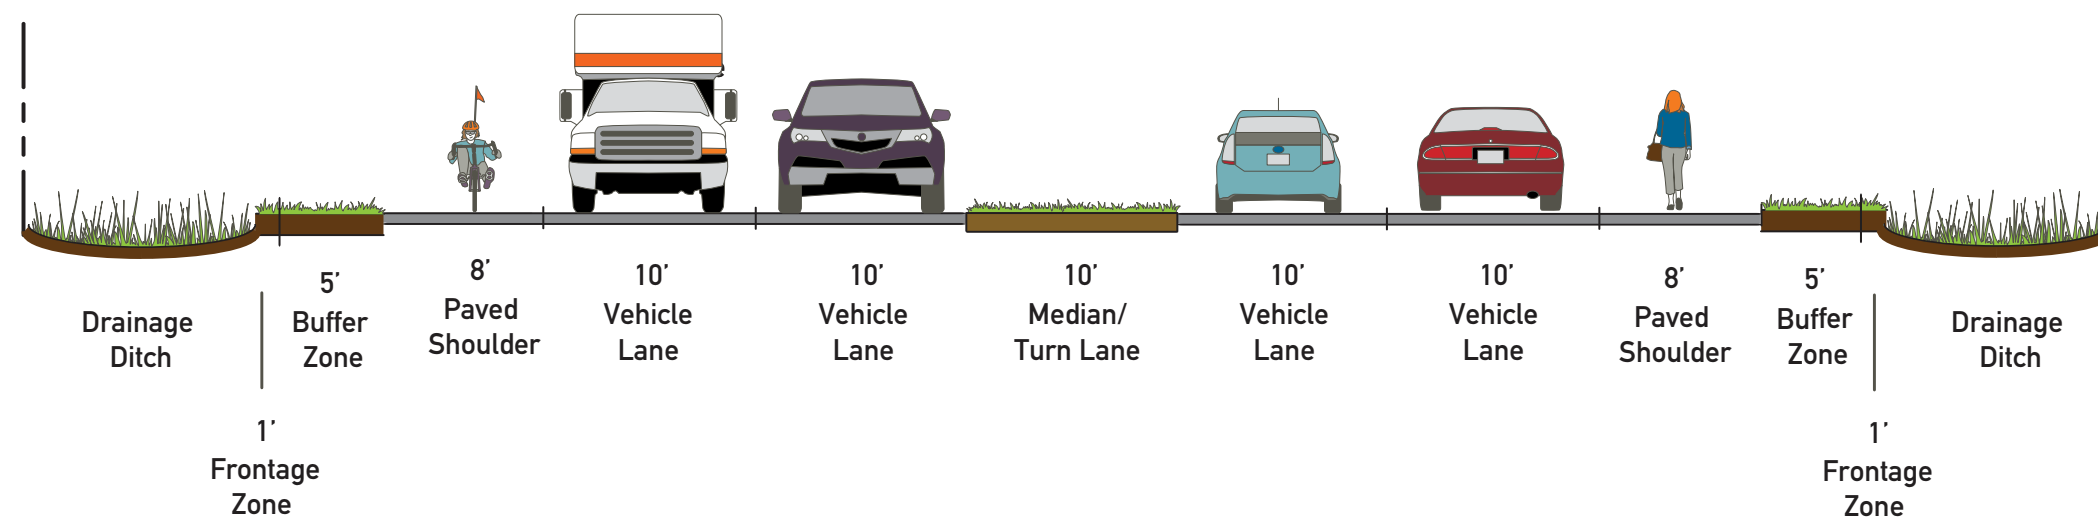 Drainage
Ditch
5’
Buffer
Zone
8’
Paved
Shoulder
10’
Vehicle
Lane
10’
Vehicle
Lane
10’
Median/
Turn Lane
10’
Vehicle
Lane
10’
Vehicle
Lane
8’
Paved
Shoulder
5’
Buffer
Zone
Drainage
Ditch
1’
Frontage
Zone
1’
Frontage
Zone